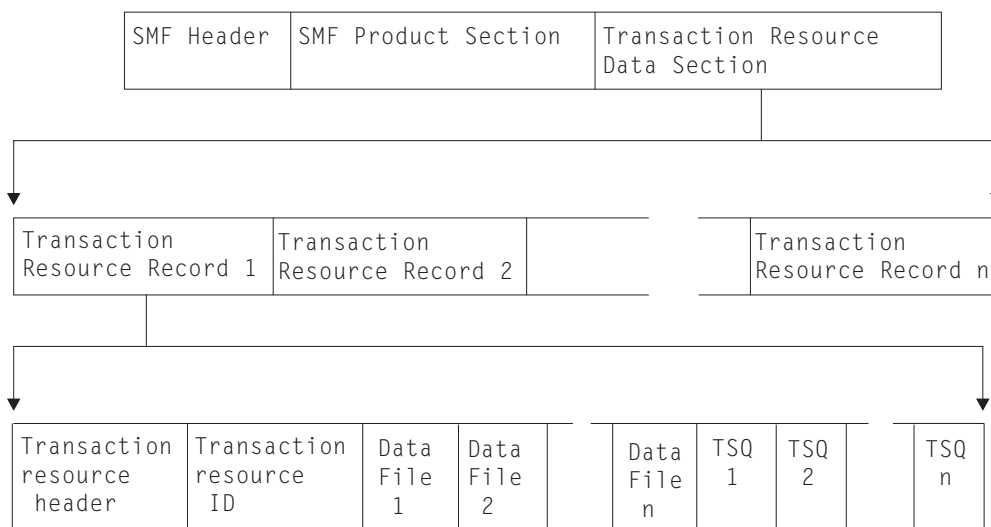 SMF Header SMF Product Section Transaction Resource
Data Section
Transaction Transaction Transaction
Resource Record 1 Resource Record 2 Resource Record n
Transaction Transaction Data Data Data TSQ TSQ TSQ
resource resource File File File 1 2 n
header ID 1 2 n